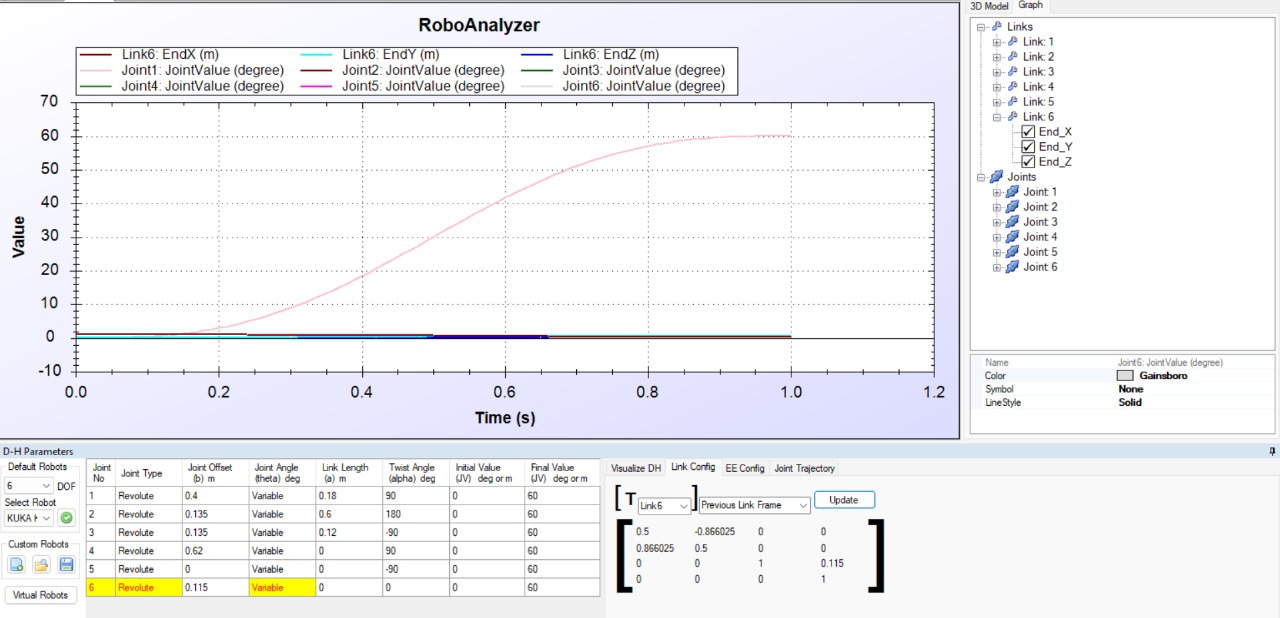 RoboAnalyzer
Link6: EndX (m) Link6: EndY (m) Link6: EndZ (m)
Joint1: JointValue (degree) Joint2: JointValue (degree) Joint3: JointValue (degree)
Joint4: JointValue (degree) Joint5: JointValue (degree) Joint6: JointValue (degree)
70
60
50
40
30
20
10
0
-10
Value
0.0 0.2 0.4 0.6 0.8 1.0 1.2
Time (s)
3D Model Graph
Links
Link: 1
Link: 2
Link: 3
Link: 4
Link: 5
Link: 6
End_X
End_Y
End_Z
Joints
Joint 1
Joint 2
Joint 3
Joint 4
Joint 5
Joint 6
Name Joint6: JointValue (degree)
Color Gainsboro
Symbol None
LineStyle Solid
D-H Parameters
Default Robots
6 DOF
Select Robot
KUKA
Custom Robots
Virtual Robots
Joint No Joint Type Joint Offset (b) m Joint Angle (theta) deg Link Length (a) m Twist Angle (alpha) deg Initial Value (JV) deg or m Final Value (JV) deg or m
1 Revolute 0.4 Variable 0.18 90 0 60
2 Revolute 0.135 Variable 0.6 180 0 60
3 Revolute 0.135 Variable 0.12 -90 0 60
4 Revolute 0.62 Variable 0 90 0 60
5 Revolute 0 Variable 0 -90 0 60
6 Revolute 0.115 Variable 0 0 0 60
Visualize DH Link Config EE Config Joint Trajectory
[T Link6 ] Previous Link Frame Update
0.5 -0.866025 0 0
0.866025 0.5 0 0
0 0 1 0.115
0 0 0 1